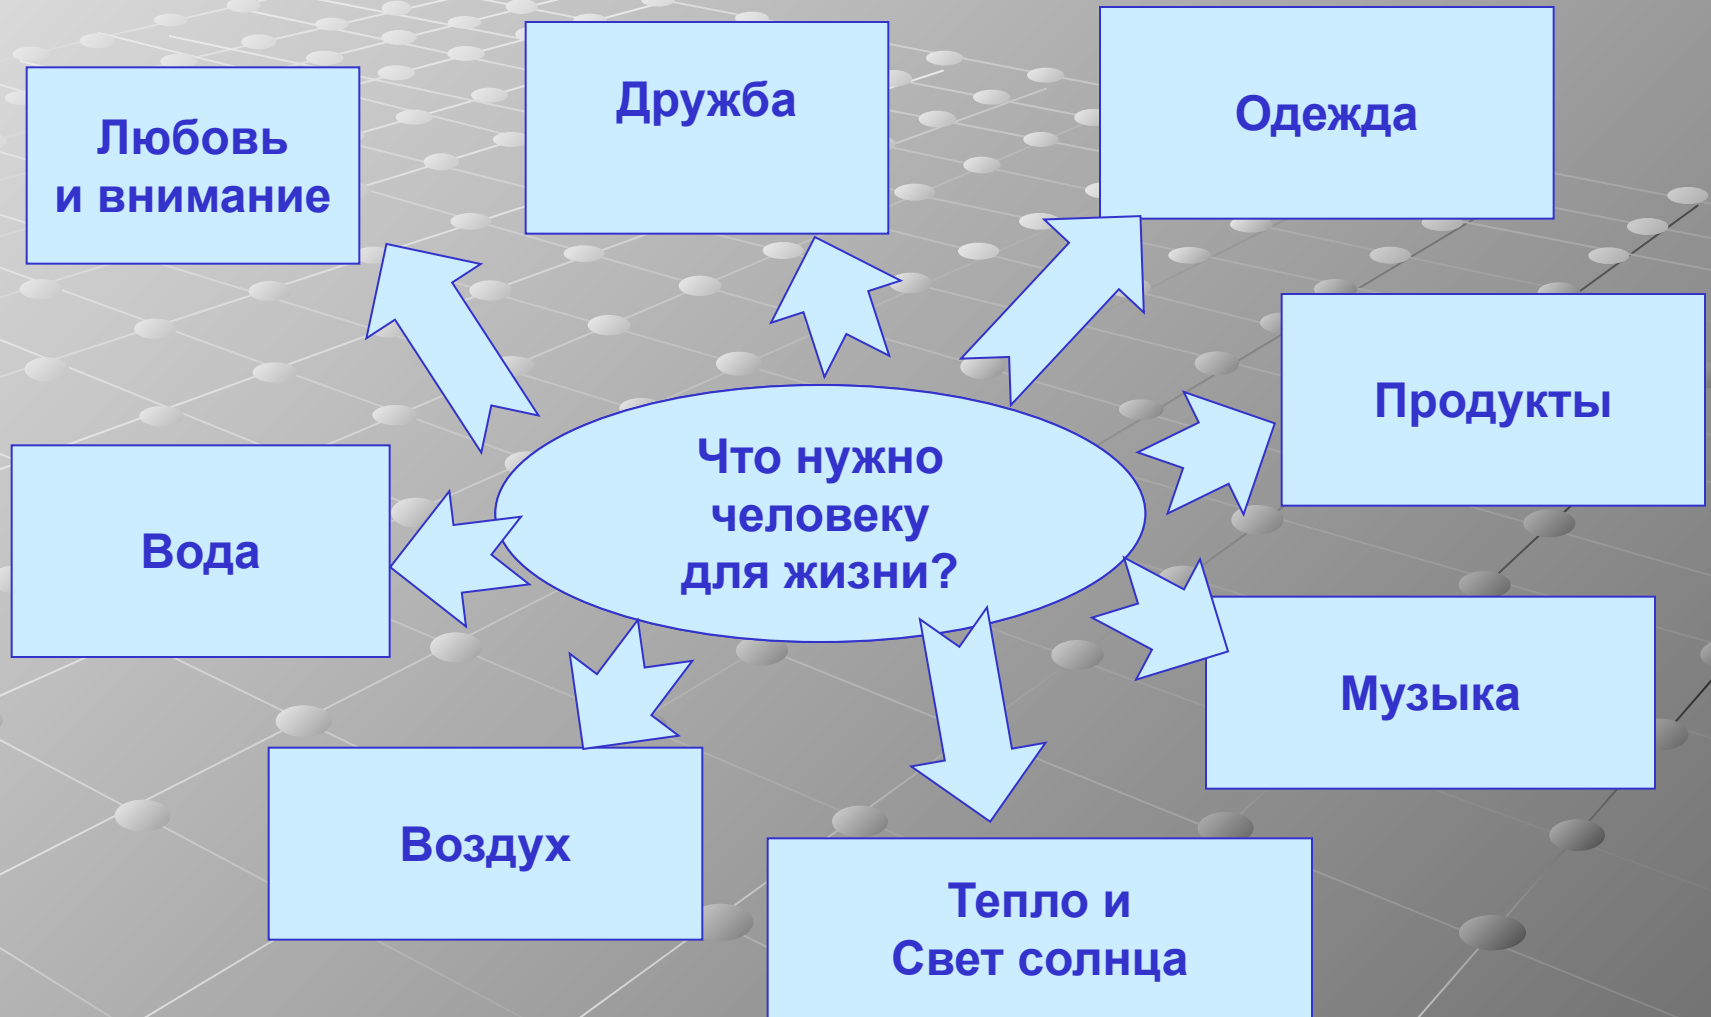 Дружба
Одежда
Любовь
и внимание
Продукты
Что нужно
человеку
для жизни?
Вода
Музыка
Воздух
Тепло и
Свет солнца